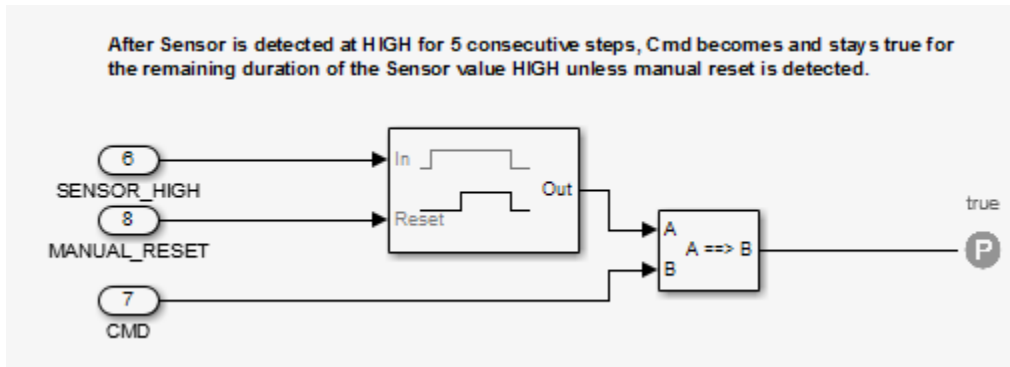 After Sensor is detected at HIGH for 5 consecutive steps, Cmd becomes and stays true for
the remaining duration of the Sensor value HIGH unless manual reset is detected.
6
SENSOR_HIGH
8
MANUAL_RESET
7
CMD
In
Reset
Out
A
B
A ==> B
true
P